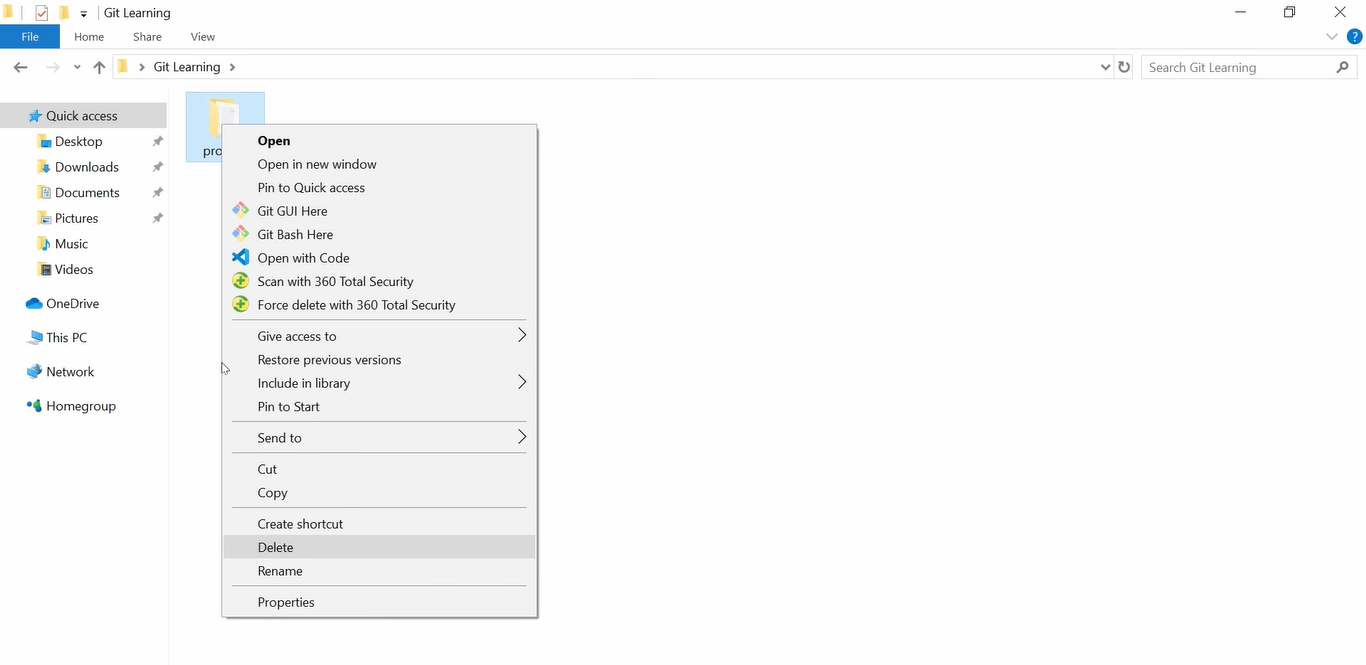 Git Learning
File Home Share View
Git Learning
Search Git Learning
Quick access
Desktop
Downloads
Documents
Pictures
Music
Videos
OneDrive
This PC
Network
Homegroup
pro
Open
Open in new window
Pin to Quick access
Git GUI Here
Git Bash Here
Open with Code
Scan with 360 Total Security
Force delete with 360 Total Security
Give access to
Restore previous versions
Include in library
Pin to Start
Send to
Cut
Copy
Create shortcut
Delete
Rename
Properties